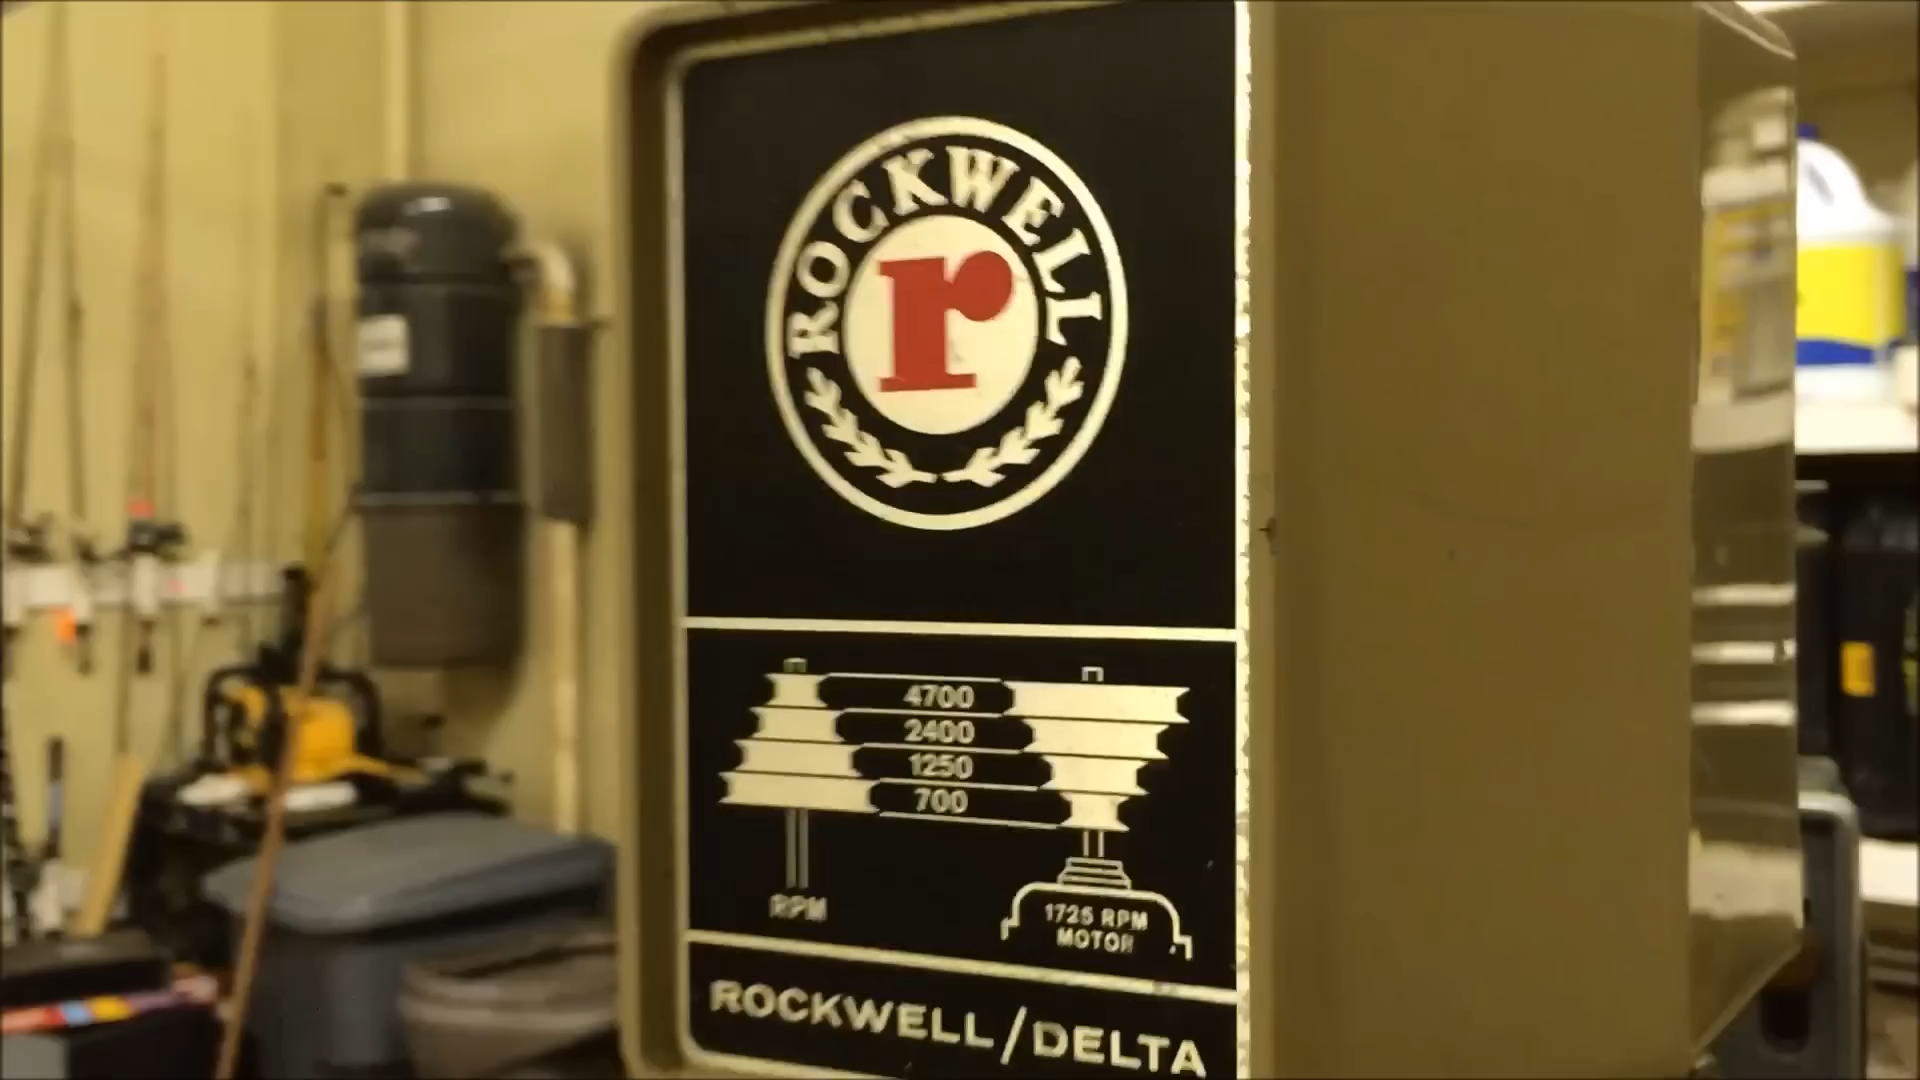 ROCKWELL
r
4700
2400
1250
700
RPM
1725 RPM
MOTOR
ROCKWELL/DELTA